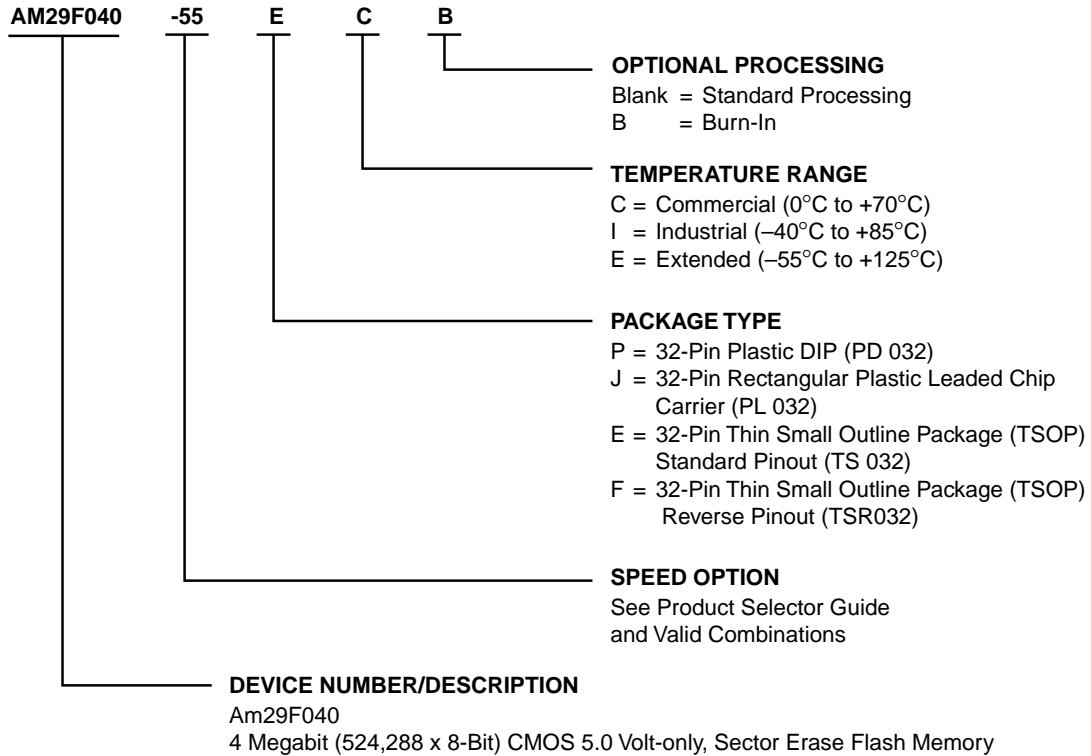 AM29F040 -55 E C B
OPTIONAL PROCESSING
Blank = Standard Processing
B = Burn-In
TEMPERATURE RANGE
C = Commercial (0°C to +70°C)
I = Industrial (–40°C to +85°C)
E = Extended (–55°C to +125°C)
PACKAGE TYPE
P = 32-Pin Plastic DIP (PD 032)
J = 32-Pin Rectangular Plastic Leaded Chip
Carrier (PL 032)
E = 32-Pin Thin Small Outline Package (TSOP)
Standard Pinout (TS 032)
F = 32-Pin Thin Small Outline Package (TSOP)
Reverse Pinout (TSR032)
SPEED OPTION
See Product Selector Guide
and Valid Combinations
DEVICE NUMBER/DESCRIPTION
Am29F040
4 Megabit (524,288 x 8-Bit) CMOS 5.0 Volt-only, Sector Erase Flash Memory